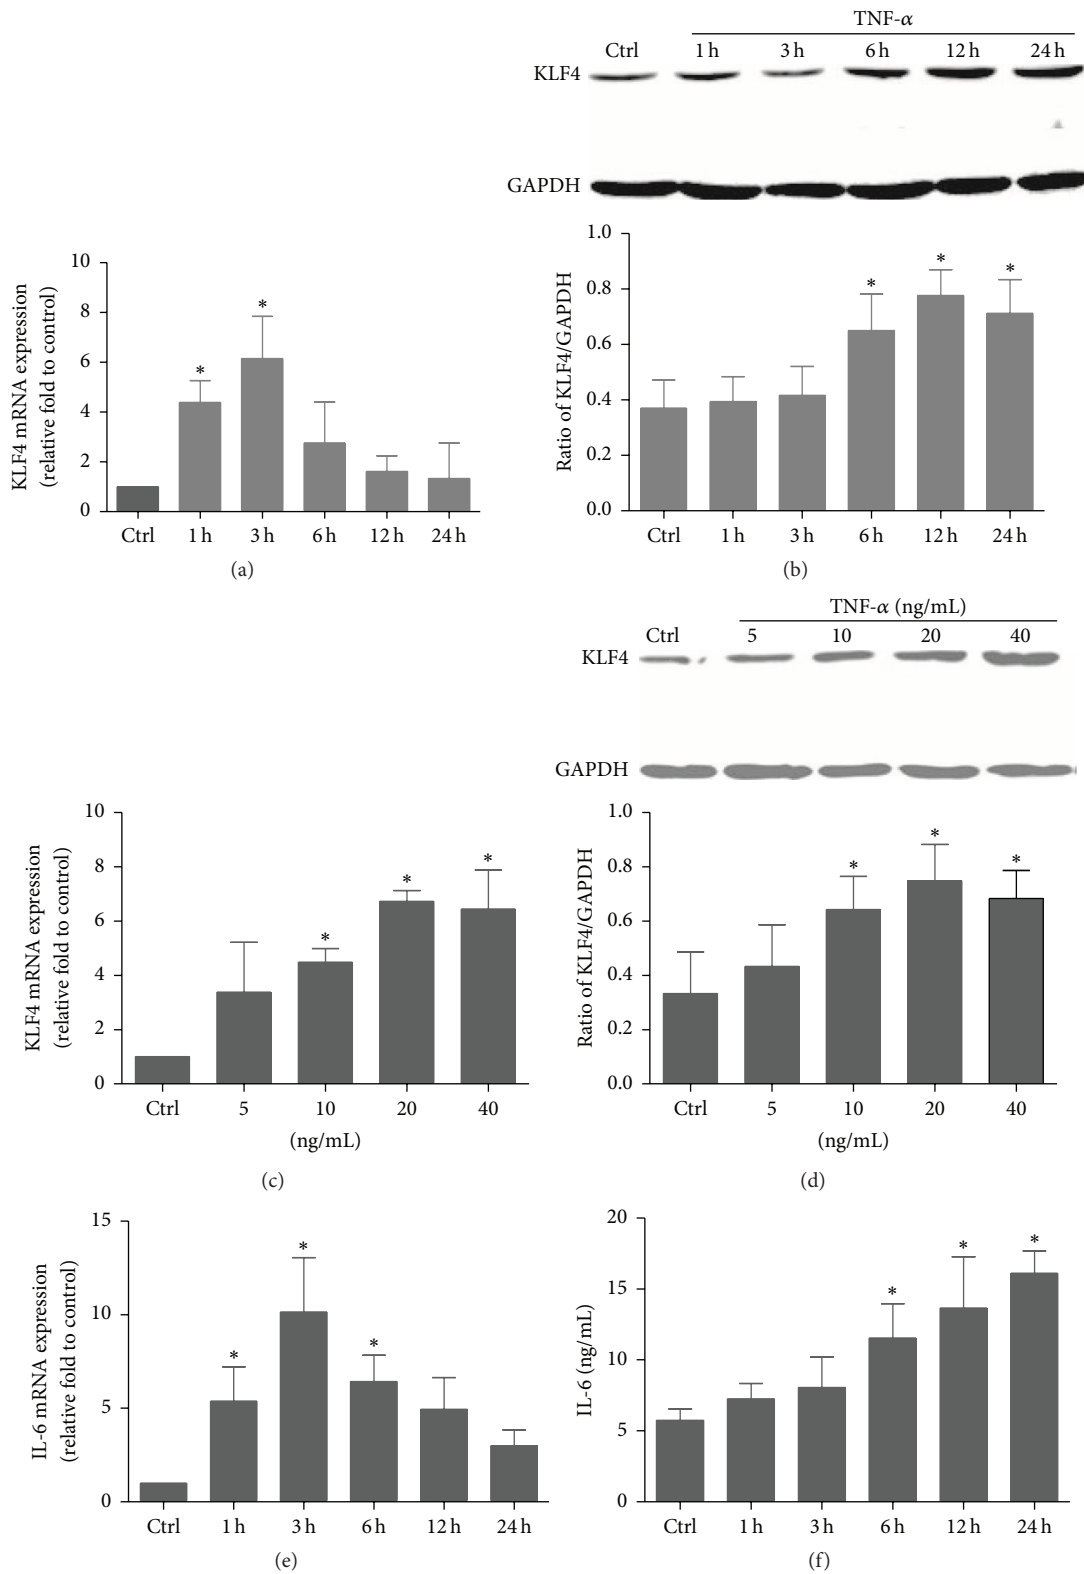 TNF-α
Ctrl 1 h 3 h 6 h 12 h 24 h
KLF4
GAPDH
KLF4 mRNA expression
(relative fold to control)
10
8
6
4
2
0
* *
Ctrl 1 h 3 h 6 h 12 h 24 h
(a)
Ratio of KLF4/GAPDH
1.0
0.8
0.6
0.4
0.2
0.0
* * *
Ctrl 1 h 3 h 6 h 12 h 24 h
(b)
TNF-α (ng/mL)
Ctrl 5 10 20 40
KLF4
GAPDH
KLF4 mRNA expression
(relative fold to control)
10
8
6
4
2
0
* * *
Ctrl 5 10 20 40
(ng/mL)
(c)
Ratio of KLF4/GAPDH
1.0
0.8
0.6
0.4
0.2
0.0
* * *
Ctrl 5 10 20 40
(ng/mL)
(d)
IL-6 mRNA expression
(relative fold to control)
15
10
5
0
* * *
Ctrl 1 h 3 h 6 h 12 h 24 h
(e)
IL-6 (ng/mL)
20
15
10
5
0
* * *
Ctrl 1 h 3 h 6 h 12 h 24 h
(f)